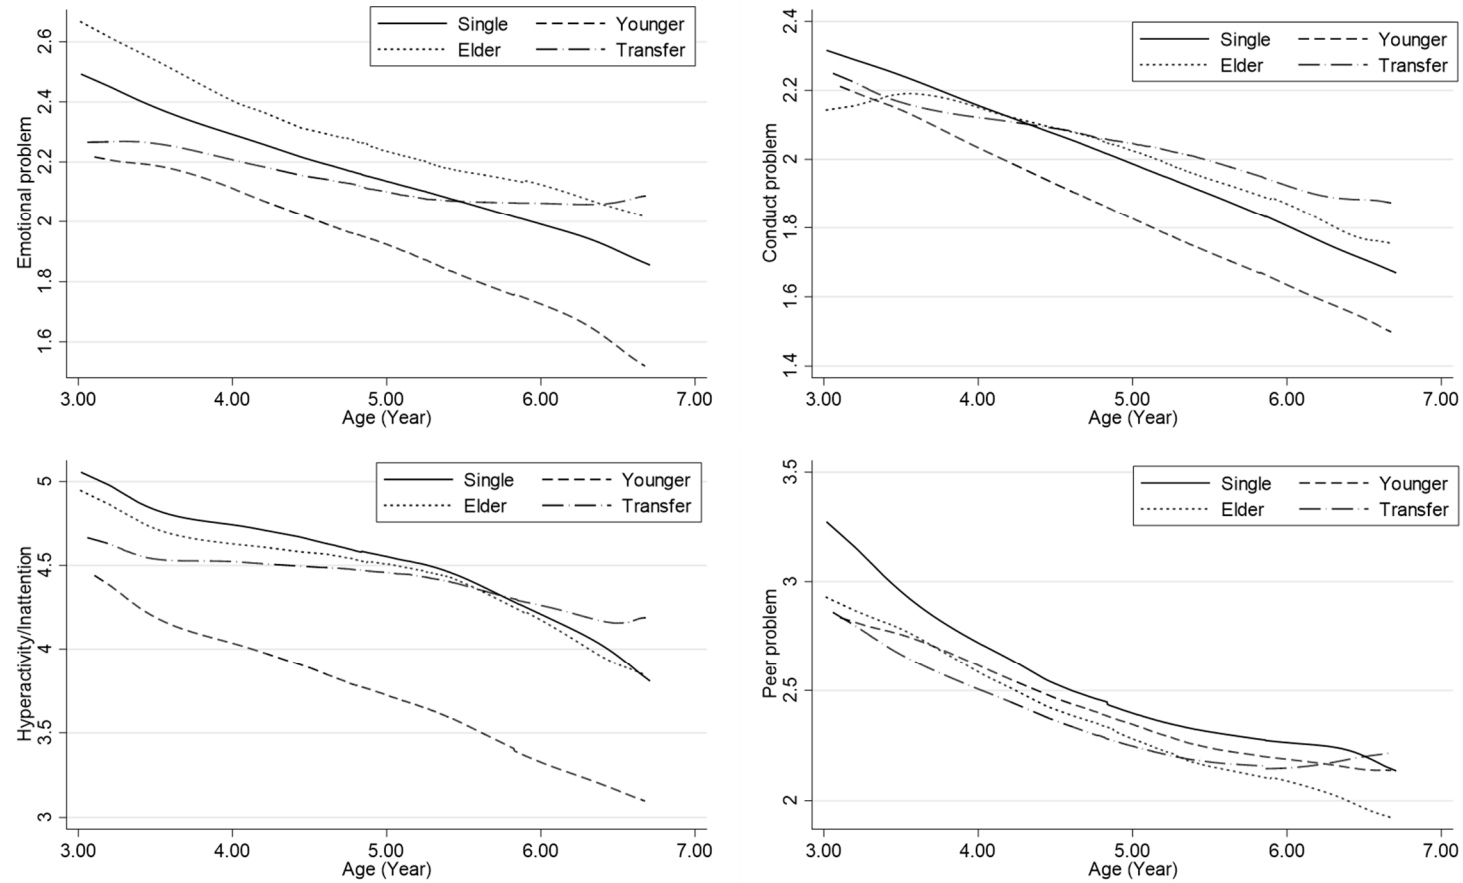 Emotional problem
1.6 1.8 2 2.2 2.4 2.6
Single Younger
Elder Transfer
3.00 4.00 5.00 6.00 7.00
Age (Year)
Conduct problem
1.4 1.6 1.8 2 2.2 2.4
Single Younger
Elder Transfer
3.00 4.00 5.00 6.00 7.00
Age (Year)
Hyperactivity/Inattention
3 3.5 4 4.5 5
Single Younger
Elder Transfer
3.00 4.00 5.00 6.00 7.00
Age (Year)
Peer problem
2 2.5 3 3.5
Single Younger
Elder Transfer
3.00 4.00 5.00 6.00 7.00
Age (Year)